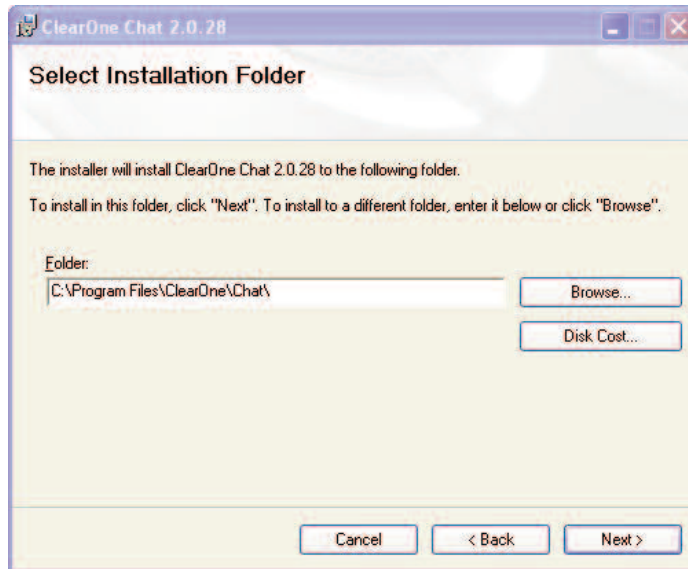 ClearOne Chat 2.0.28
Select Installation Folder
The installer will install ClearOne Chat 2.0.28 to the following folder.
To install in this folder, click "Next". To install to a different folder, enter it below or click "Browse".
Folder:
C:\Program Files\ClearOne\Chat\
Browse...
Disk Cost...
Cancel
< Back
Next >